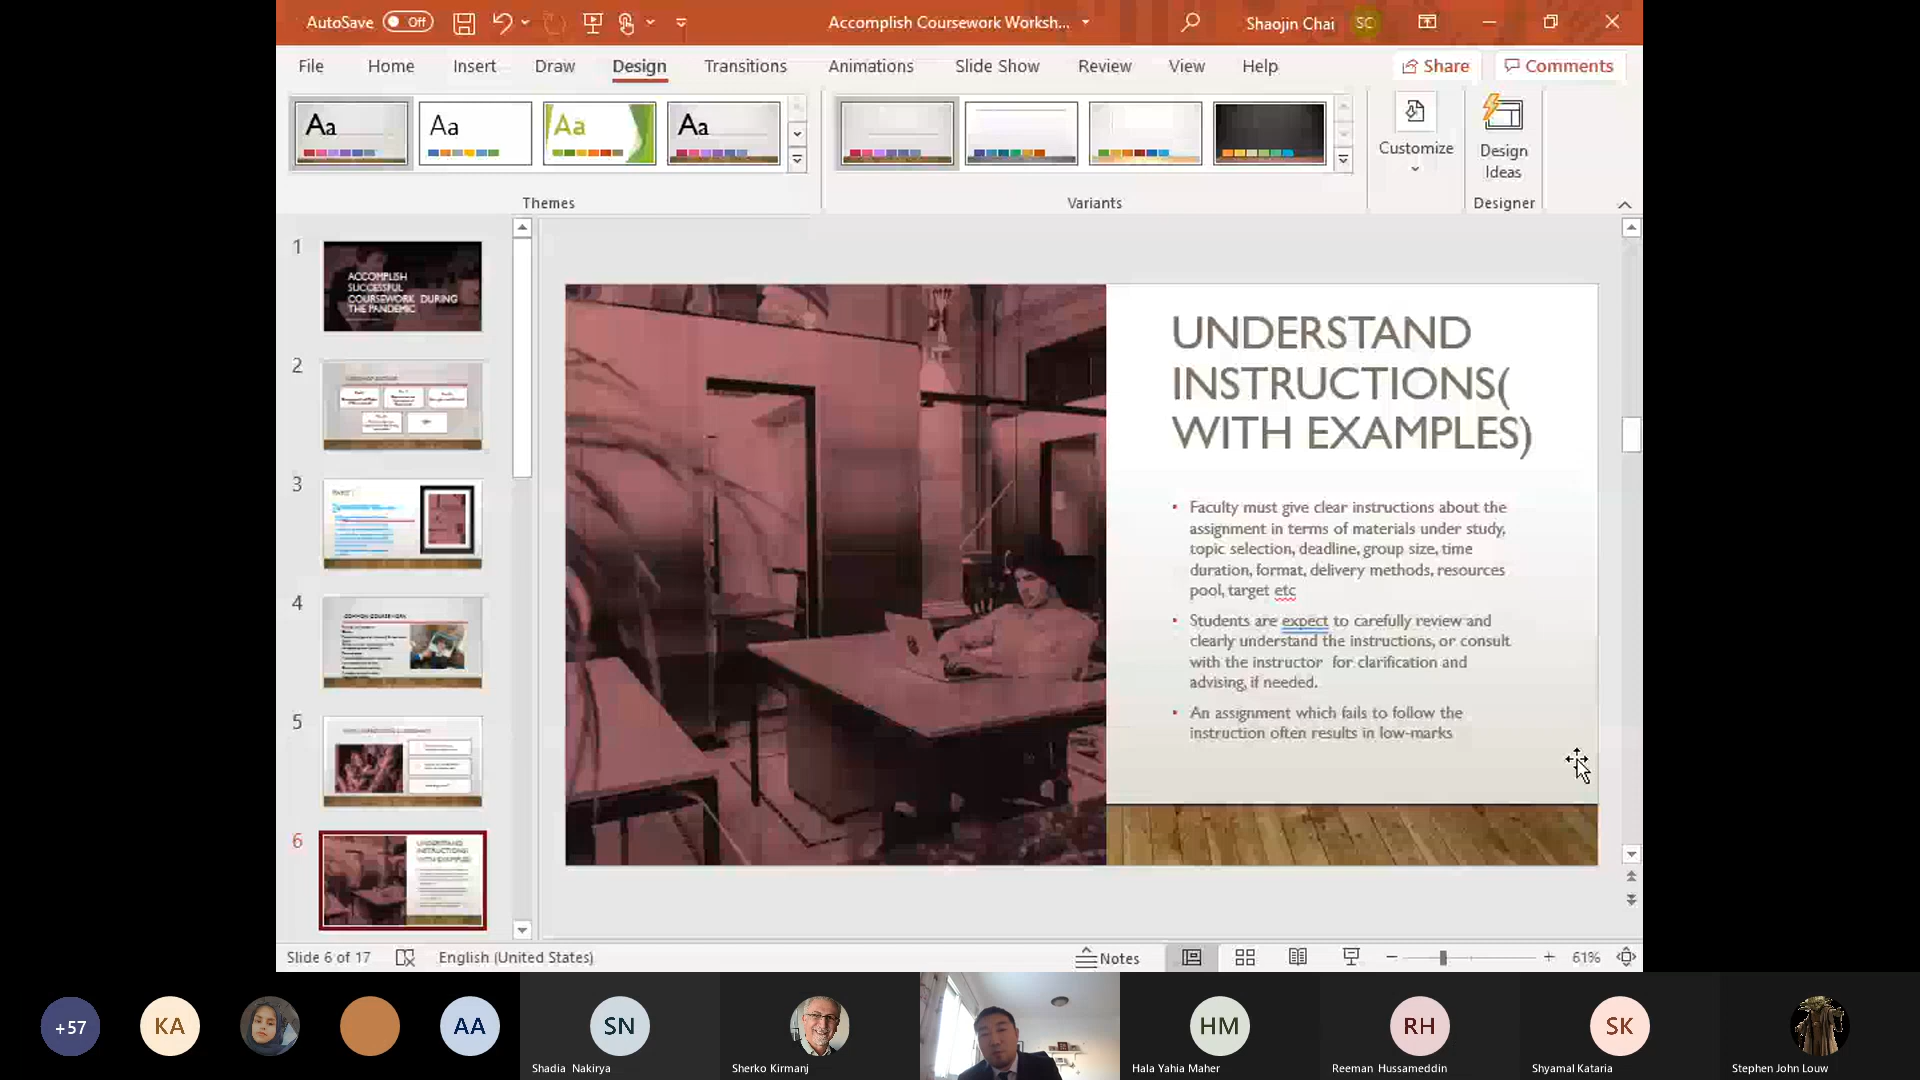 AutoSave Off
Accomplish Coursework Worksh...
Shaojin Chai SC
File Home Insert Draw Design Transitions Animations Slide Show Review View Help Share Comments
Aa Aa Aa Aa
Customize
Design
Ideas
Themes
Variants
Designer
1
ACCOMPLISH
SUCCESSFUL
COURSEWORK DURING
THE PANDEMIC
2
3
4
COMMON COURSEWORK
5
6
UNDERSTAND
INSTRUCTIONS(
WITH EXAMPLES)
UNDERSTAND
INSTRUCTIONS(
WITH EXAMPLES)
• Faculty must give clear instructions about the
assignment in terms of materials under study,
topic selection, deadline, group size, time
duration, format, delivery methods, resources
pool, target etc
• Students are expect to carefully review and
clearly understand the instructions, or consult
with the instructor for clarification and
advising, if needed.
• An assignment which fails to follow the
instruction often results in low-marks
Slide 6 of 17
English (United States)
Notes
61%
+57
KA
AA
SN
HM
RH
SK
Shadia Nakirya
Sherko Kirmanj
Hala Yahia Maher
Reeman Hussameddin
Shyamal Kataria
Stephen John Louw